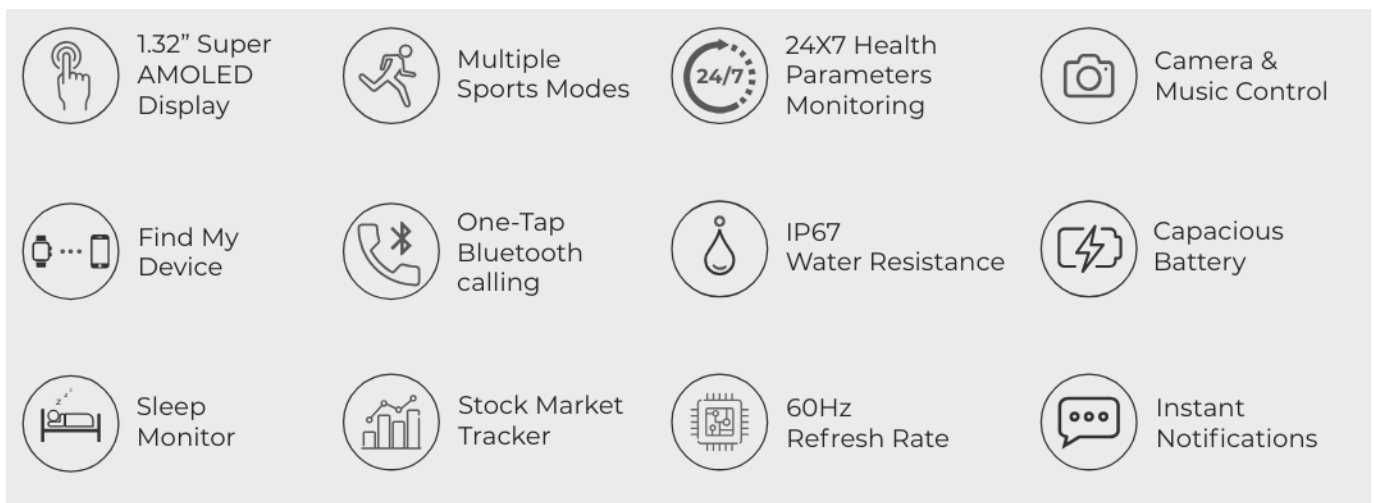 1.32” Super
AMOLED
Display
Multiple
Sports Modes
24/7
24X7 Health
Parameters
Monitoring
Camera &
Music Control
Find My
Device
One-Tap
Bluetooth
calling
IP67
Water Resistance
Capacious
Battery
z z z
Sleep
Monitor
Stock Market
Tracker
60Hz
Refresh Rate
Instant
Notifications